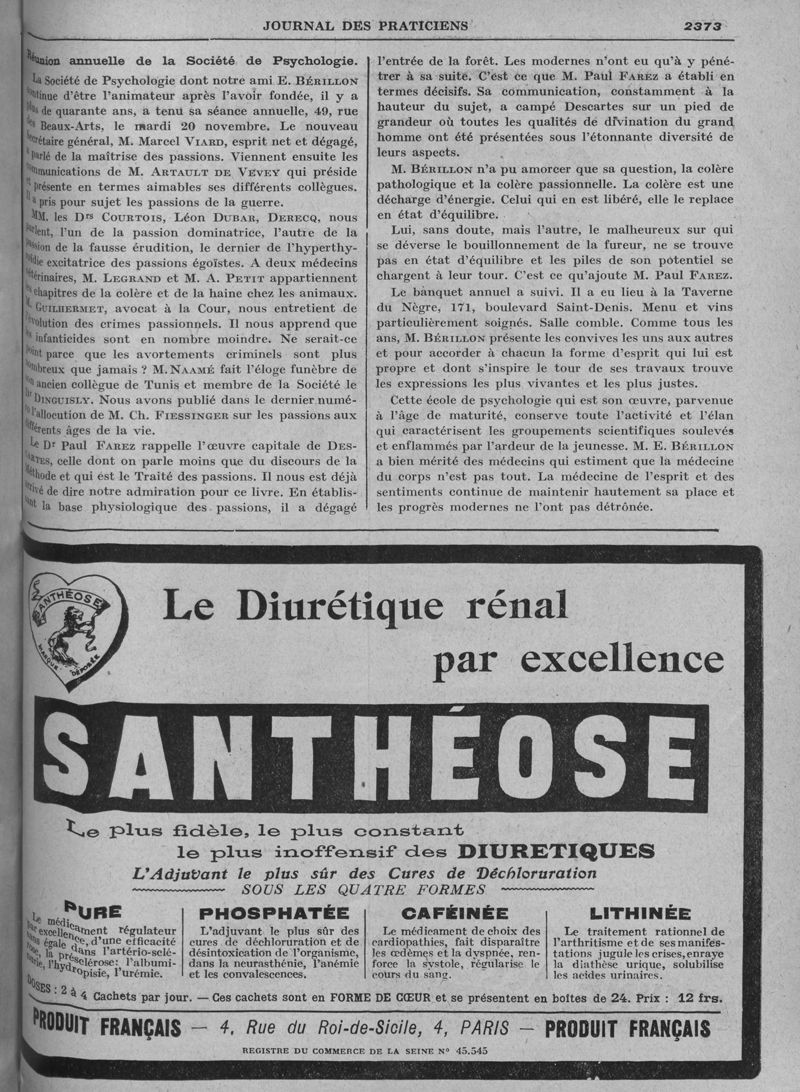 JOURNAL DES PRATICIENS 2373
Réunion annuelle de la Société de Psychologie.
La Société de Psychologie dont notre ami E. BÉRILLON
continue d'être l'animateur après l'avoir fondée, il y a
plus de quarante ans, a tenu sa séance annuelle, 49, rue
des Beaux-Arts, le mardi 20 novembre. Le nouveau
secrétaire général, M. Marcel VIARD, esprit net et dégagé,
a parlé de la maîtrise des passions. Viennent ensuite les
communications de M. ARTAULT DE VEVEY qui préside
et présente en termes aimables ses différents collègues.
Il a pris pour sujet les passions de la guerre.
MM. les Drs COURTOIS, Léon DUBAR, DERECQ, nous
parlent, l'un de la passion dominatrice, l'autre de la
passion de la fausse érudition, le dernier de l'hyperthy-
excitatrice des passions égoïstes. A deux médecins
vétérinaires, M. LEGRAND et M. A. PETIT appartiennent
les chapitres de la colère et de la haine chez les animaux.
M. GUILHERMET, avocat à la Cour, nous entretient de
l'évolution des crimes passionnels. Il nous apprend que
les infanticides sont en nombre moindre. Ne serait-ce
point parce que les avortements criminels sont plus
nombreux que jamais ? M. NAAMÉ fait l'éloge funèbre de
son ancien collègue de Tunis et membre de la Société le
Dr DINGUISLY. Nous avons publié dans le dernier numé-
ro l'allocution de M. Ch. FIESSINGER sur les passions aux
différents âges de la vie.
Le Dr Paul FAREZ rappelle l'œuvre capitale de DES-
CARTES, celle dont on parle moins que du discours de la
Méthode et qui est le Traité des passions. Il nous est déjà
arrivé de dire notre admiration pour ce livre. En établis-
sant la base physiologique des passions, il a dégagé
l'entrée de la forêt. Les modernes n'ont eu qu'à y péné-
trer à sa suite. C'est ce que M. Paul FAREZ a établi en
termes décisifs. Sa communication, constamment à la
hauteur du sujet, a campé Descartes sur un pied de
grandeur où toutes les qualités de divination du grand
homme ont été présentées sous l'étonnante diversité de
leurs aspects.
M. BÉRILLON n'a pu amorcer que sa question, la colère
pathologique et la colère passionnelle. La colère est une
décharge d'énergie. Celui qui en est libéré, elle le replace
en état d'équilibre.
Lui, sans doute, mais l'autre, le malheureux sur qui
se déverse le bouillonnement de la fureur, ne se trouve
pas en état d'équilibre et les piles de son potentiel se
chargent à leur tour. C'est ce qu'ajoute M. Paul FAREZ.
Le banquet annuel a suivi. Il a eu lieu à la Taverne
du Nègre, 171, boulevard Saint-Denis. Menu et vins
particulièrement soignés. Salle comble. Comme tous les
ans, M. BÉRILLON présente les convives les uns aux autres
et pour accorder à chacun la forme d'esprit qui lui est
propre et dont s'inspire le tour de ses travaux trouve
les expressions les plus vivantes et les plus justes.
Cette école de psychologie qui est son œuvre, parvenue
à l'âge de maturité, conserve toute l'activité et l'élan
qui caractérisent les groupements scientifiques soulevés
et enflammés par l'ardeur de la jeunesse. M. E. BÉRILLON
a bien mérité des médecins qui estiment que la médecine
du corps n'est pas tout. La médecine de l'esprit et des
sentiments continue de maintenir hautement sa place et
les progrès modernes ne l'ont pas détrônée.
SANTHÉOSE
MARQUE DÉPOSÉE
Le Diurétique rénal
par excellence
SANTHÉOSE
Le plus fidèle, le plus constant
le plus inoffensif des DIURETIQUES
L'Adjuvant le plus sûr des Cures de Déchloruration
SOUS LES QUATRE FORMES
PURE
Le médicament régulateur
par excellence, d'une efficacité
sans égale dans l'artério-sclé-
rose, la présclérose, l'albumi-
nurie, l'hydropisie, l'urémie.
PHOSPHATÉE
L'adjuvant le plus sûr des
cures de déchloruration et de
désintoxication de l'organisme,
dans la neurasthénie, l'anémie
et les convalescences.
CAFÉINÉE
Le médicament de choix des
cardiopathies, fait disparaître
les œdèmes et la dyspnée, ren-
force la systole, régularise le
cours du sang.
LITHINÉE
Le traitement rationnel de
l'arthritisme et de ses manifes-
tations jugule les crises, enraye
la diathèse urique, solubilise
les acides urinaires.
DOSES : 2 à 4 Cachets par jour. — Ces cachets sont en FORME DE CŒUR et se présentent en boîtes de 24. Prix : 12 frs.
PRODUIT FRANÇAIS — 4, Rue du Roi-de-Sicile, 4, PARIS — PRODUIT FRANÇAIS
REGISTRE DU COMMERCE DE LA SEINE N° 45.545